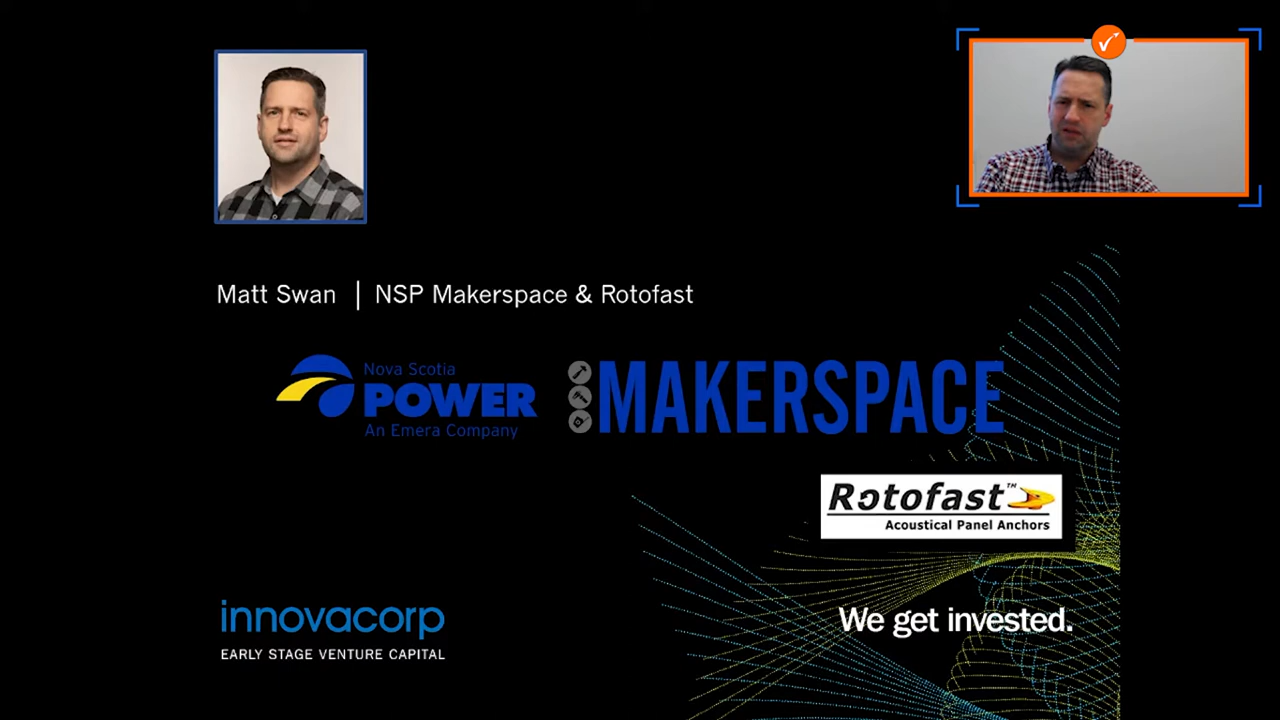 Matt Swan | NSP Makerspace & Rotofast
Nova Scotia
POWER
An Emera Company
MAKERSPACE
Rotofast™
Acoustical Panel Anchors
innovacorp
EARLY STAGE VENTURE CAPITAL
We get invested.